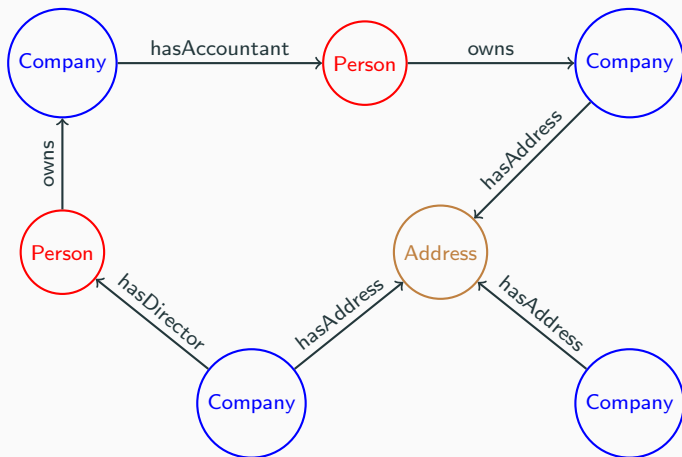 Company
hasAccountant
Person
owns
Company
owns
hasAddress
Person
Address
hasDirector
hasAddress
hasAddress
Company
Company